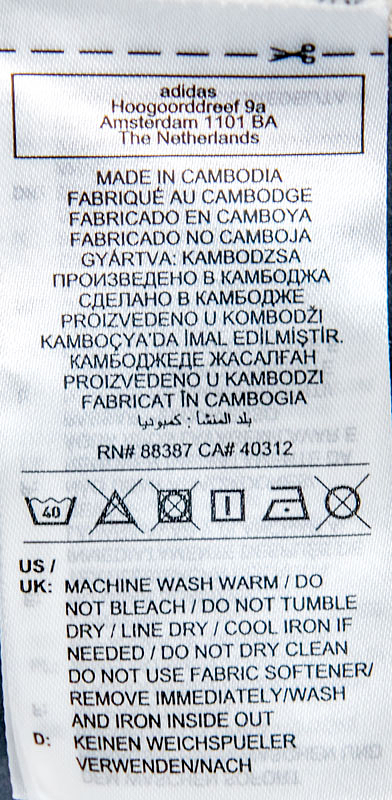 adidas
Hoogoorddreef 9a
Amsterdam 1101 BA
The Netherlands
MADE IN CAMBODIA
FABRIQUÉ AU CAMBODGE
FABRICADO EN CAMBOYA
FABRICADO NO CAMBOJA
GYÁRTVA: KAMBODZSA
ПРОИЗВЕДЕНО В КАМБОДЖА
СДЕЛАНО В КАМБОДЖЕ
PROIZVEDENO U KOMBODŽI
KAMBOÇYA'DA İMAL EDİLMİŞTİR.
КАМБОДЖЕДЕ ЖАСАЛҒАН
PROIZVEDENO U KAMBODZI
FABRICAT ÎN CAMBOGIA
بلد المنشأ : كمبوديا
RN# 88387 CA# 40312
40
US /
UK: MACHINE WASH WARM / DO
NOT BLEACH / DO NOT TUMBLE
DRY / LINE DRY / COOL IRON IF
NEEDED / DO NOT DRY CLEAN
DO NOT USE FABRIC SOFTENER/
REMOVE IMMEDIATELY/WASH
AND IRON INSIDE OUT
D: KEINEN WEICHSPUELER
VERWENDEN/NACH